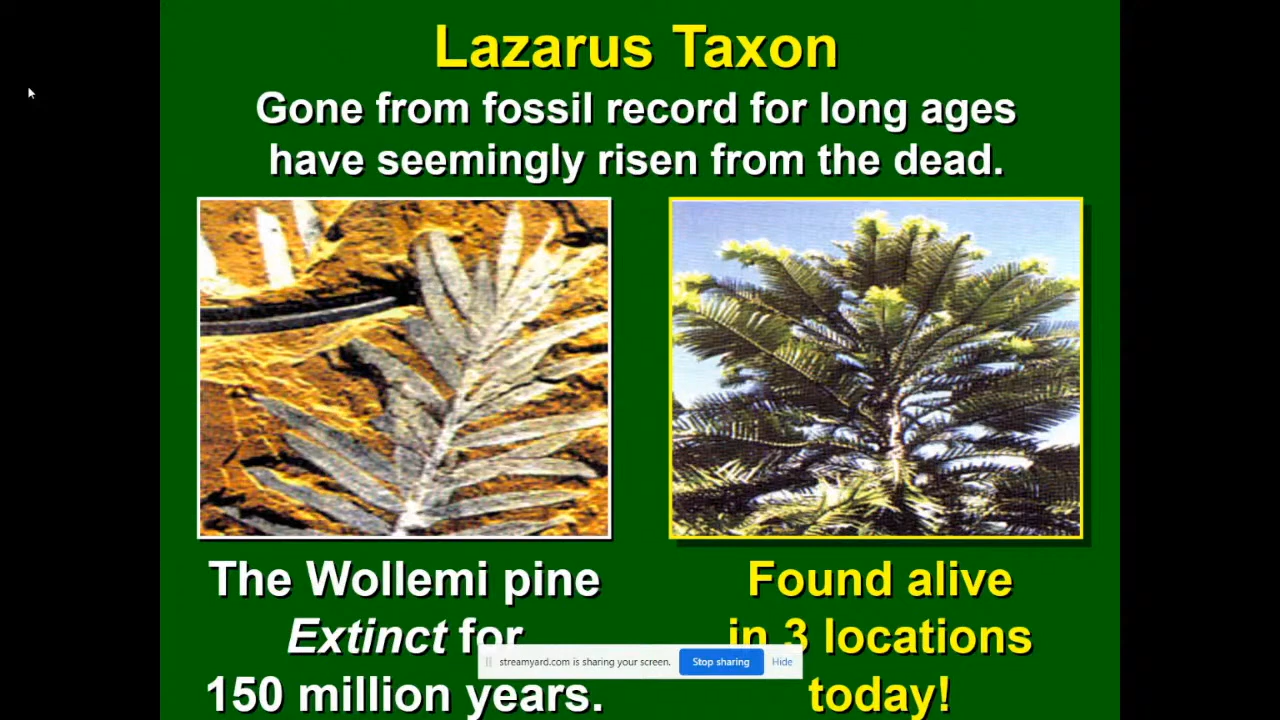 Lazarus Taxon
Gone from fossil record for long ages
have seemingly risen from the dead.
The Wollemi pine
Extinct for
150 million years.
Found alive
in 3 locations
today!
streamyard.com is sharing your screen.
Stop sharing
Hide